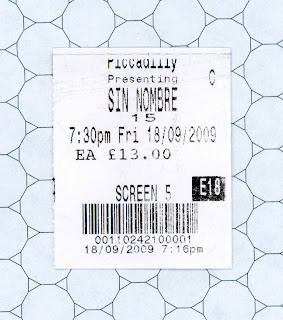 Piccadilly
Presenting
C
SIN NOMBRE
15
7:30pm Fri 18/09/2009
EA £13.00
SCREEN 5
E18
00110242100001
18/09/2009 7:16pm